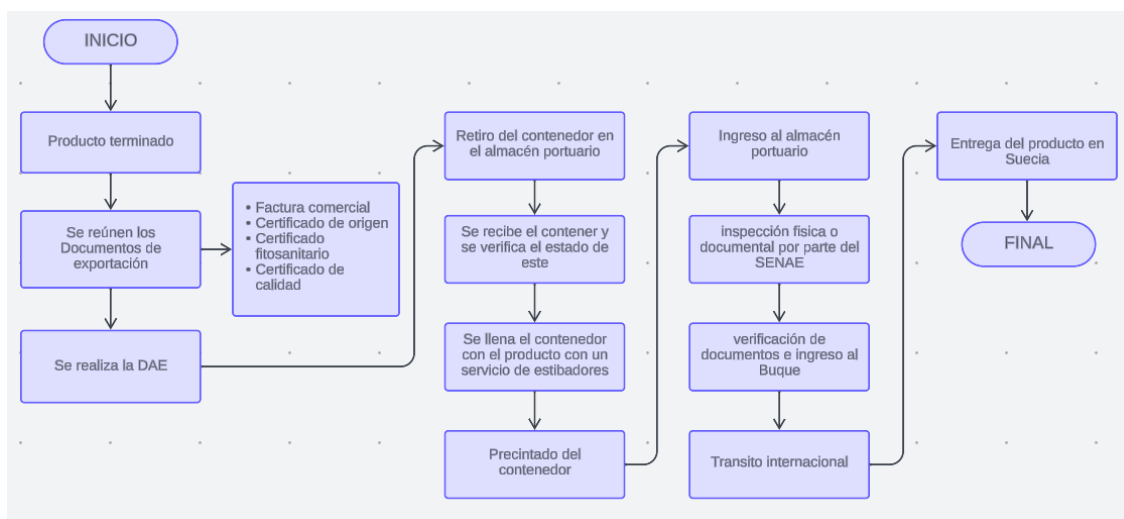 INICIO
Producto terminado
Se reúnen los
Documentos de
exportación
• Factura comercial
• Certificado de origen
• Certificado
fitosanitario
• Certificado de
calidad
Se realiza la DAE
Retiro del contenedor en
el almacén portuario
Se recibe el contener y
se verifica el estado de
este
Se llena el contenedor
con el producto con un
servicio de estibadores
Precintado del
contenedor
Ingreso al almacén
portuario
inspección fisica o
documental por parte del
SENAE
verificación de
documentos e ingreso al
Buque
Transito internacional
Entrega del producto en
Suecia
FINAL